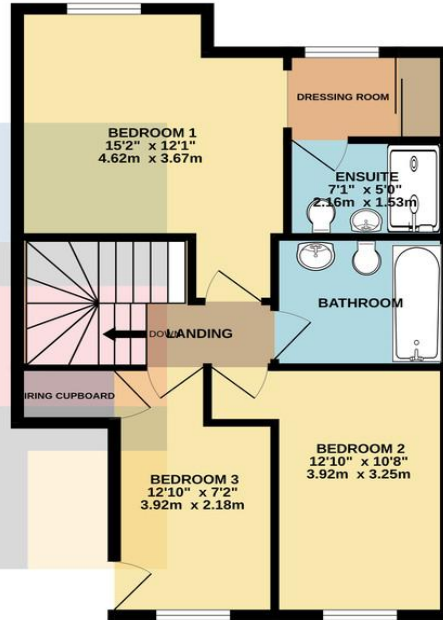 BEDROOM 1
15'2" x 12'1"
4.62m x 3.67m
DRESSING ROOM
ENSUITE
7'1" x 5'0"
2.16m x 1.53m
BATHROOM
DOWN
LANDING
IRING CUPBOARD
BEDROOM 2
12'10" x 10'8"
3.92m x 3.25m
BEDROOM 3
12'10" x 7'2"
3.92m x 2.18m